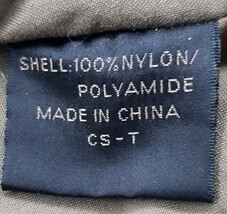 SHELL:100%NYLON/
POLYAMIDE
MADE IN CHINA
CS-T